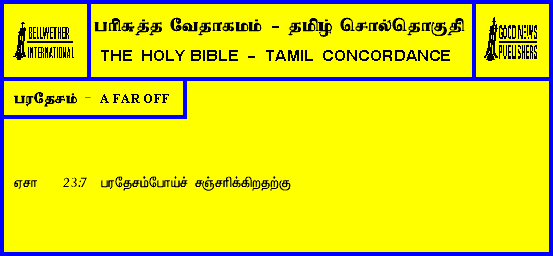 BELLWETHER
INTERNATIONAL
பரிசுத்த வேதாகமம் - தமிழ் சொல்தொகுதி
THE HOLY BIBLE - TAMIL CONCORDANCE
GOOD NEWS
PUBLISHERS
பரதேசம் - A FAR OFF
ஏசா 23:7 பரதேசம்போய்ச் சஞ்சரிக்கிறதற்கு